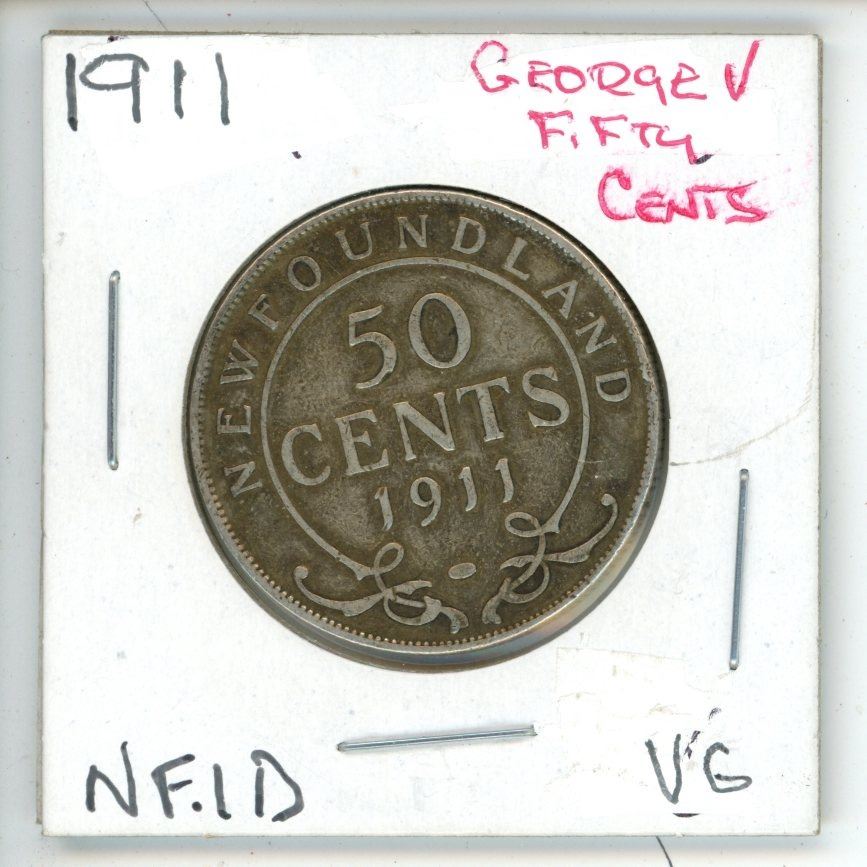 1911
GEORGE V
FIFTY
CENTS
NEWFOUNDLAND
50
CENTS
1911
NF.LD
VG